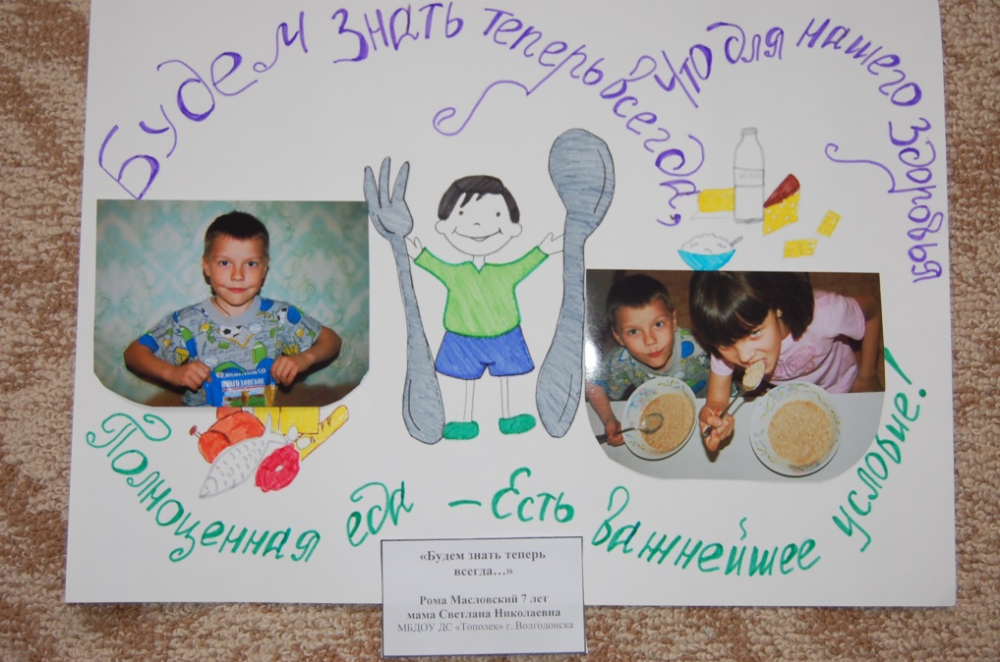 Будем знать теперь всегда,
что для нашего здоровья
Полноценная еда – Есть важнейшее условие!
«Будем знать теперь
всегда…»
Рома Масловский 7 лет
мама Светлана Николаевна
МБДОУ ДС «Тополек» г. Волгодонска